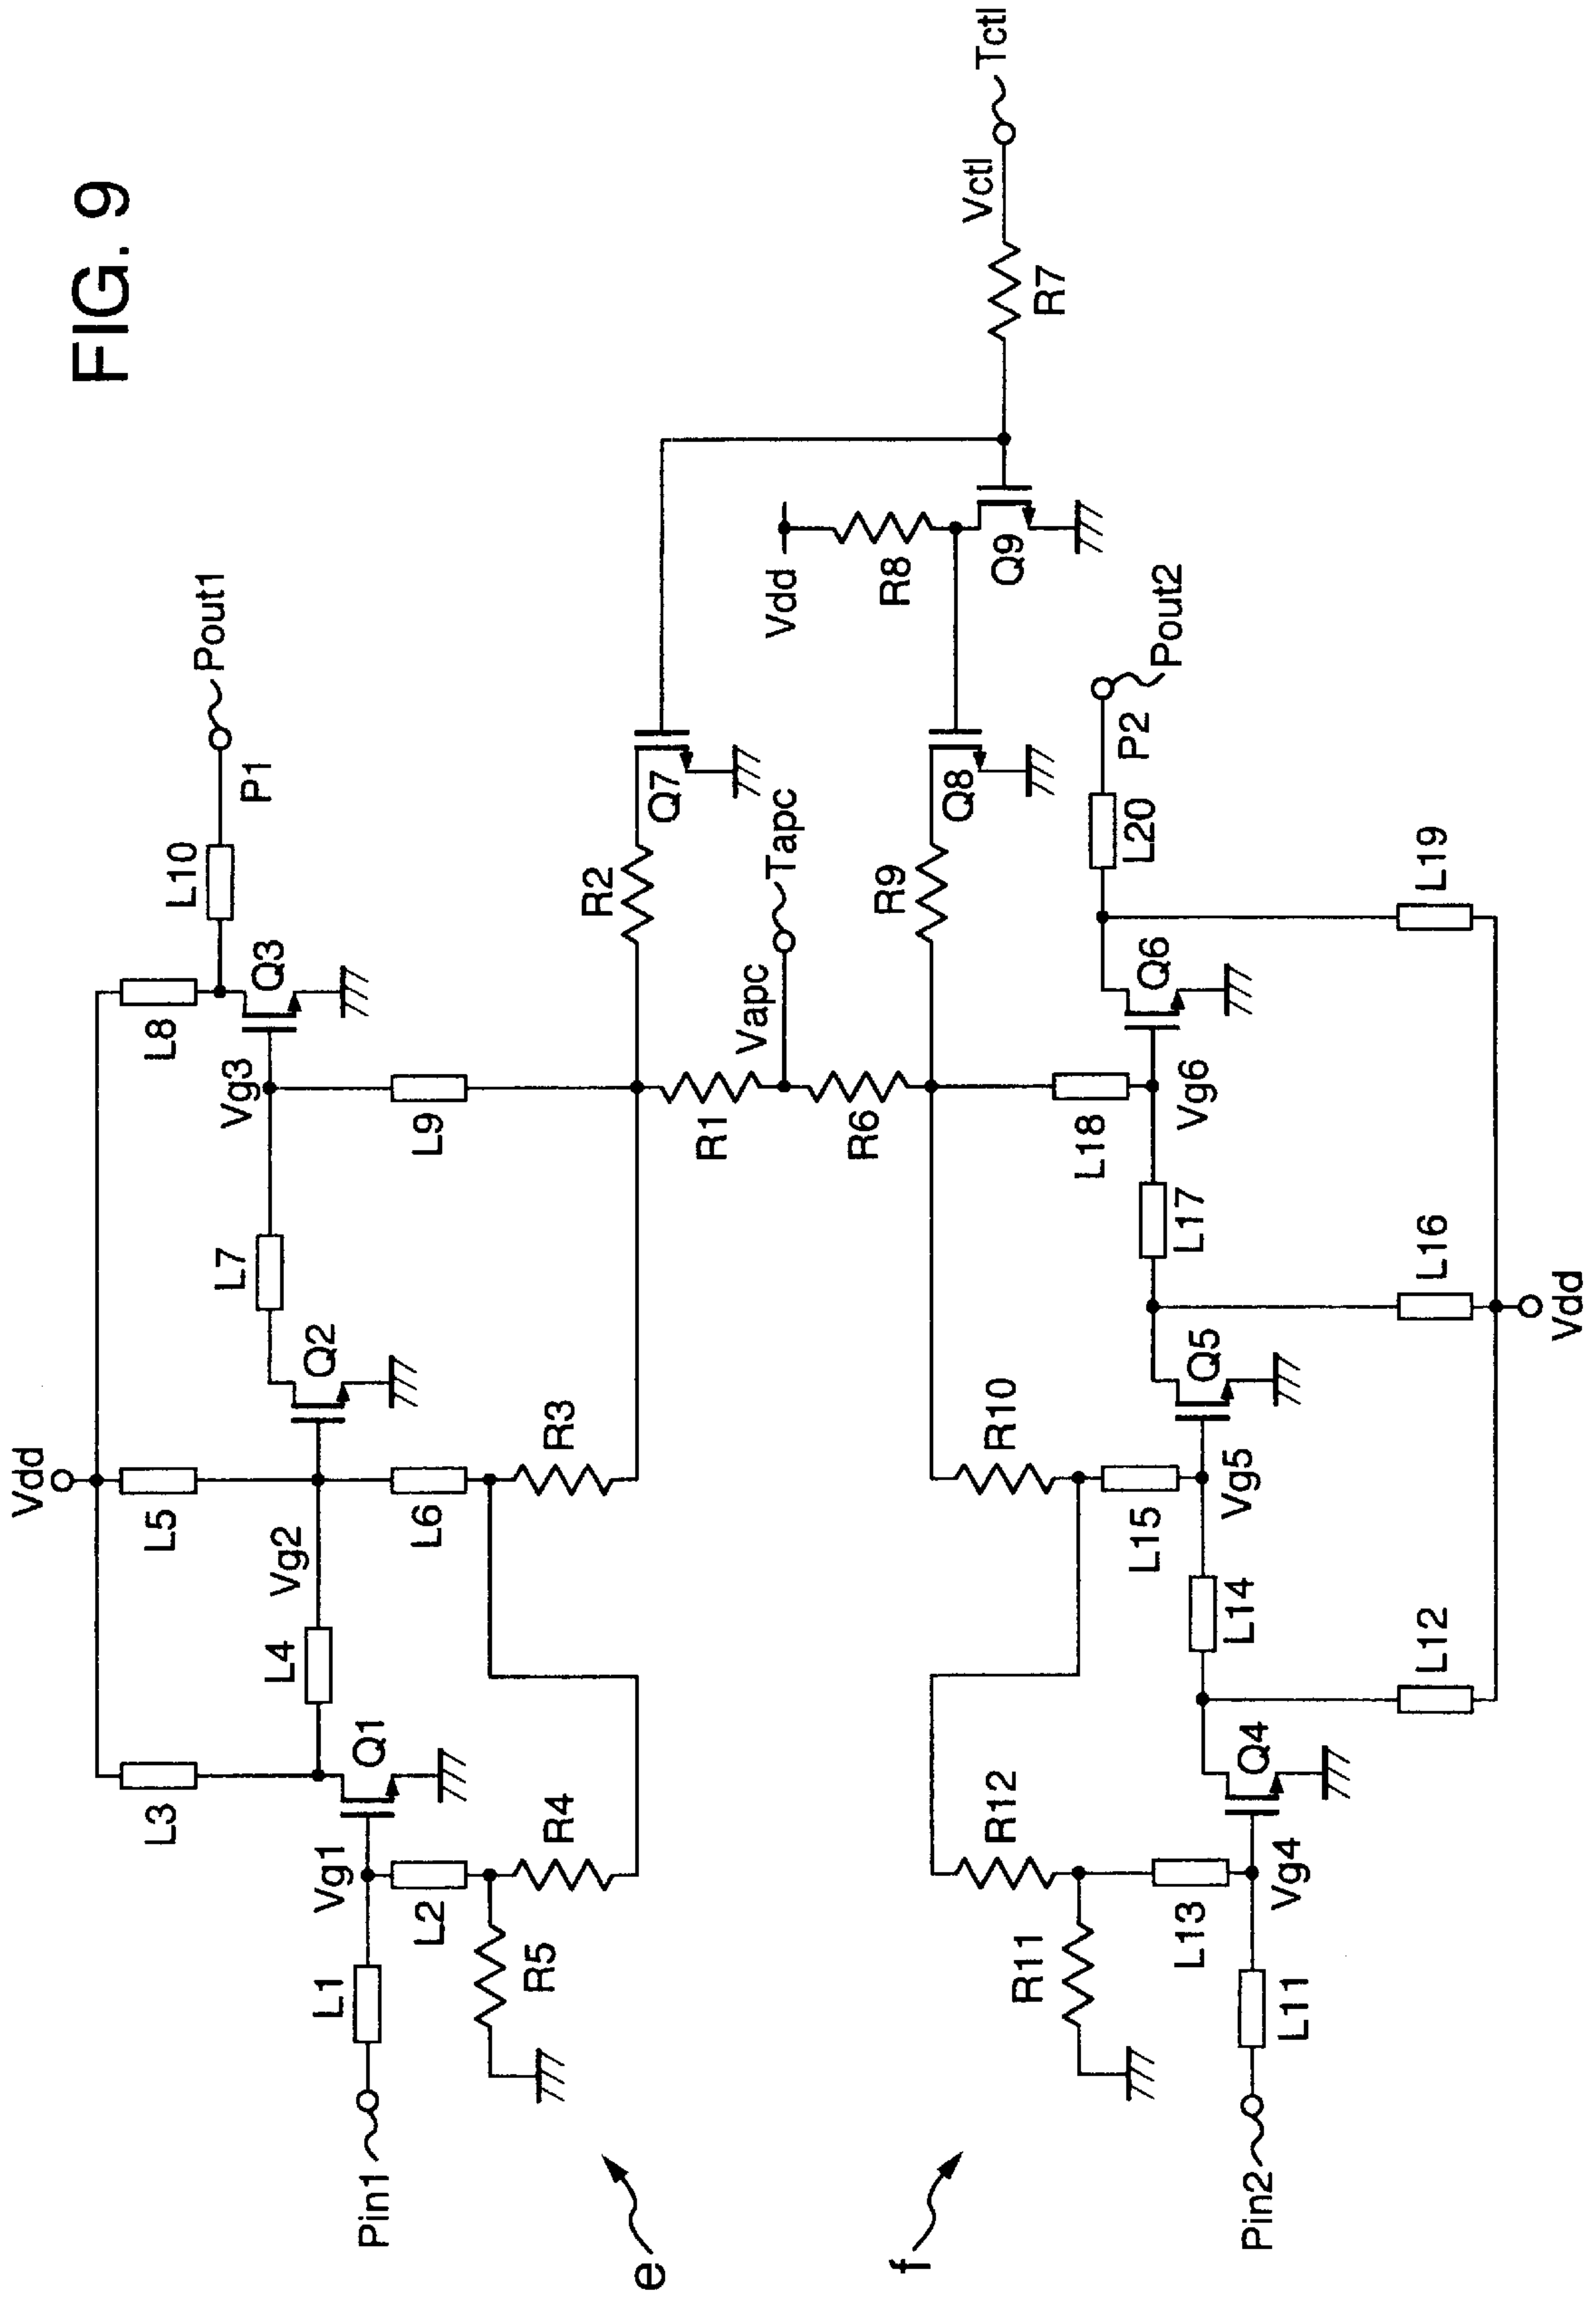 FIG. 9
Vdd
L3
L5
L8
L10
P1
Pout1
L4
Vg2
L7
Vg3
Q3
Q2
Q1
Pin1
L1
Vg1
L2
L6
L9
R5
R4
R3
R2
Q7
e
R1
Vapc
Tapc
Vdd
R6
R8
R9
Q8
Q9
Vctl
Tctl
R7
f
R11
R12
R10
L18
P2
Pout2
L20
L13
L15
Vg6
Q6
L17
Q5
Vg5
L14
Q4
Vg4
Pin2
L11
L12
L16
L19
Vdd